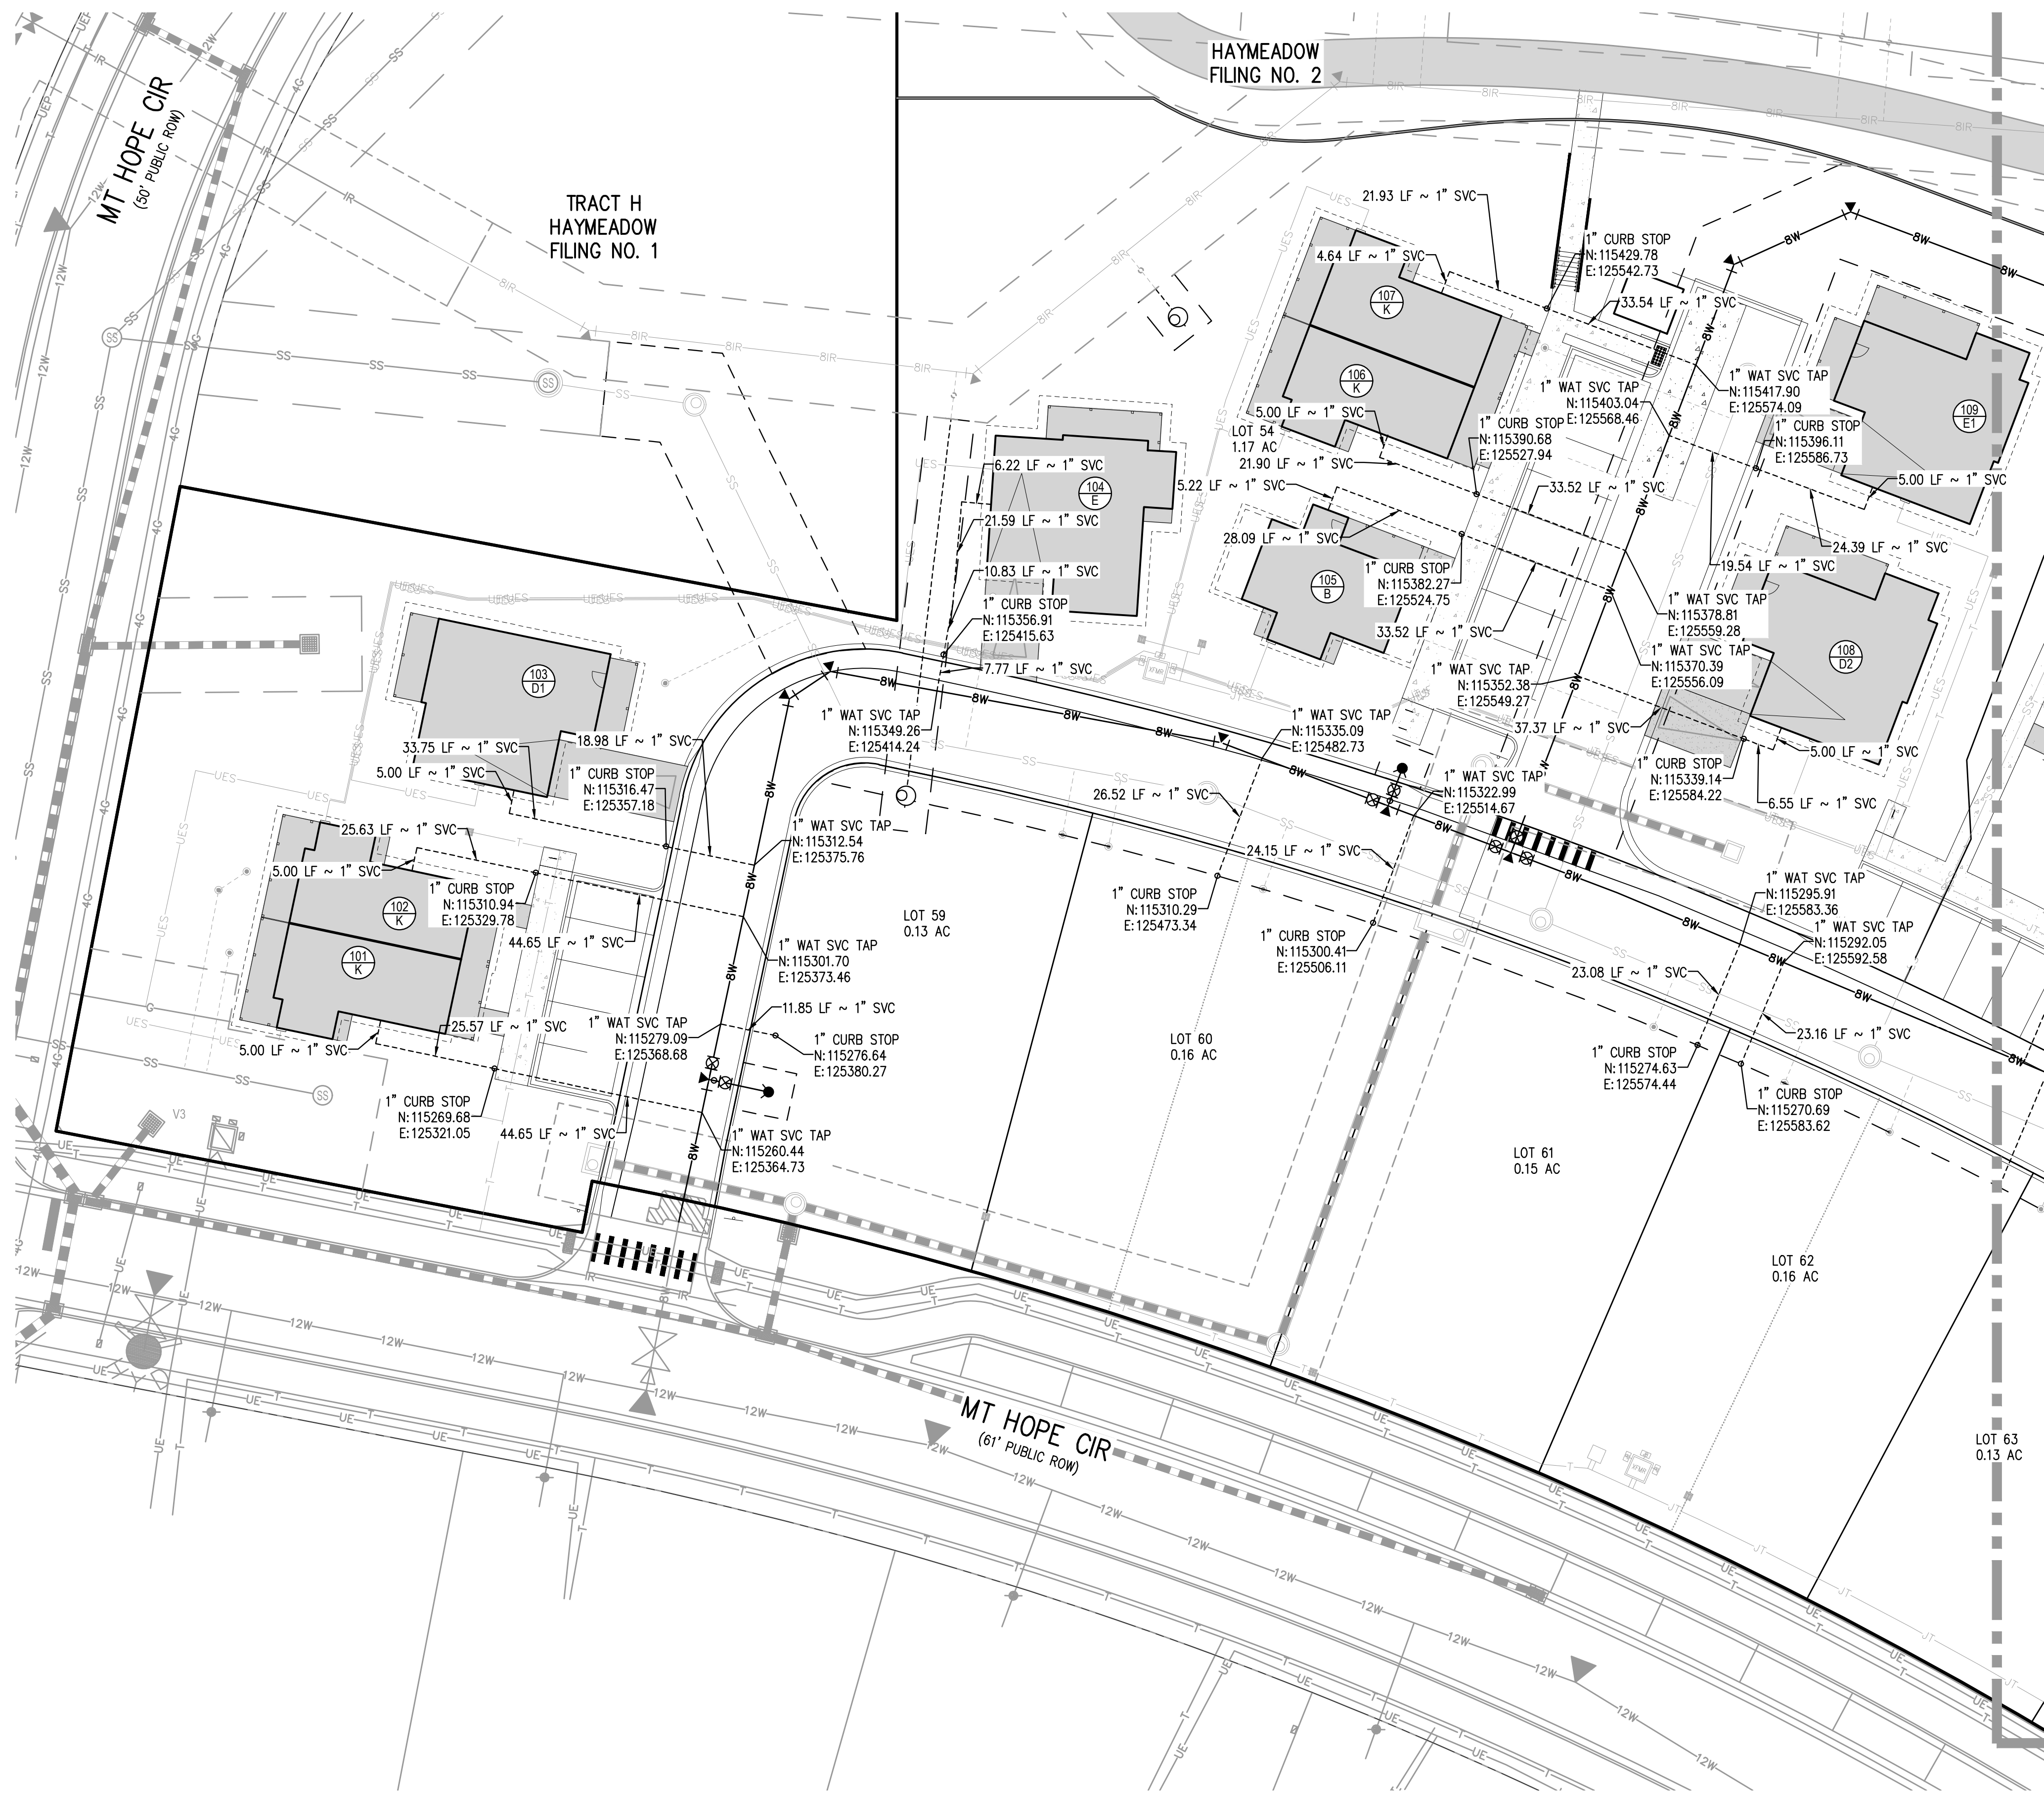 HAYMEADOW
FILING NO. 2
MT HOPE CIR
(50' PUBLIC ROW)
TRACT H
HAYMEADOW
FILING NO. 1
21.93 LF ~ 1" SVC
4.64 LF ~ 1" SVC
1" CURB STOP
N:115429.78
E:125542.73
33.54 LF ~ 1" SVC
107
K
106
K
1" WAT SVC TAP
N:115417.90
E:125574.09
1" WAT SVC TAP
N:115403.04
E:125568.46
109
E1
5.00 LF ~ 1" SVC
LOT 54
1.17 AC
21.90 LF ~ 1" SVC
1" CURB STOP
N:115390.68
E:125527.94
1" CURB STOP
N:115396.11
E:125586.73
5.00 LF ~ 1" SVC
6.22 LF ~ 1" SVC
104
E
5.22 LF ~ 1" SVC
33.52 LF ~ 1" SVC
21.59 LF ~ 1" SVC
28.09 LF ~ 1" SVC
24.39 LF ~ 1" SVC
19.54 LF ~ 1" SVC
10.83 LF ~ 1" SVC
1" CURB STOP
N:115382.27
E:125524.75
105
B
1" CURB STOP
N:115356.91
E:125415.63
1" WAT SVC TAP
N:115378.81
E:125559.28
33.52 LF ~ 1" SVC
1" WAT SVC TAP
N:115370.39
E:125556.09
108
D2
7.77 LF ~ 1" SVC
1" WAT SVC TAP
N:115352.38
E:125549.27
103
D1
1" WAT SVC TAP
N:115349.26
E:125414.24
1" WAT SVC TAP
N:115335.09
E:125482.73
37.37 LF ~ 1" SVC
33.75 LF ~ 1" SVC
18.98 LF ~ 1" SVC
5.00 LF ~ 1" SVC
5.00 LF ~ 1" SVC
1" CURB STOP
N:115316.47
E:125357.18
1" CURB STOP
N:115339.14
E:125584.22
1" WAT SVC TAP
N:115322.99
E:125514.67
26.52 LF ~ 1" SVC
6.55 LF ~ 1" SVC
25.63 LF ~ 1" SVC
1" WAT SVC TAP
N:115312.54
E:125375.76
24.15 LF ~ 1" SVC
5.00 LF ~ 1" SVC
1" CURB STOP
N:115310.94
E:125329.78
102
K
1" CURB STOP
N:115310.29
E:125473.34
1" WAT SVC TAP
N:115295.91
E:125583.36
LOT 59
0.13 AC
44.65 LF ~ 1" SVC
1" WAT SVC TAP
N:115301.70
E:125373.46
1" CURB STOP
N:115300.41
E:125506.11
1" WAT SVC TAP
N:115292.05
E:125592.58
101
K
23.08 LF ~ 1" SVC
11.85 LF ~ 1" SVC
25.57 LF ~ 1" SVC
1" WAT SVC TAP
N:115279.09
E:125368.68
1" CURB STOP
N:115276.64
E:125380.27
23.16 LF ~ 1" SVC
5.00 LF ~ 1" SVC
LOT 60
0.16 AC
1" CURB STOP
N:115274.63
E:125574.44
1" CURB STOP
N:115269.68
E:125321.05
1" CURB STOP
N:115270.69
E:125583.62
44.65 LF ~ 1" SVC
1" WAT SVC TAP
N:115260.44
E:125364.73
V3
LOT 61
0.15 AC
LOT 62
0.16 AC
MT HOPE CIR
(61' PUBLIC ROW)
LOT 63
0.13 AC